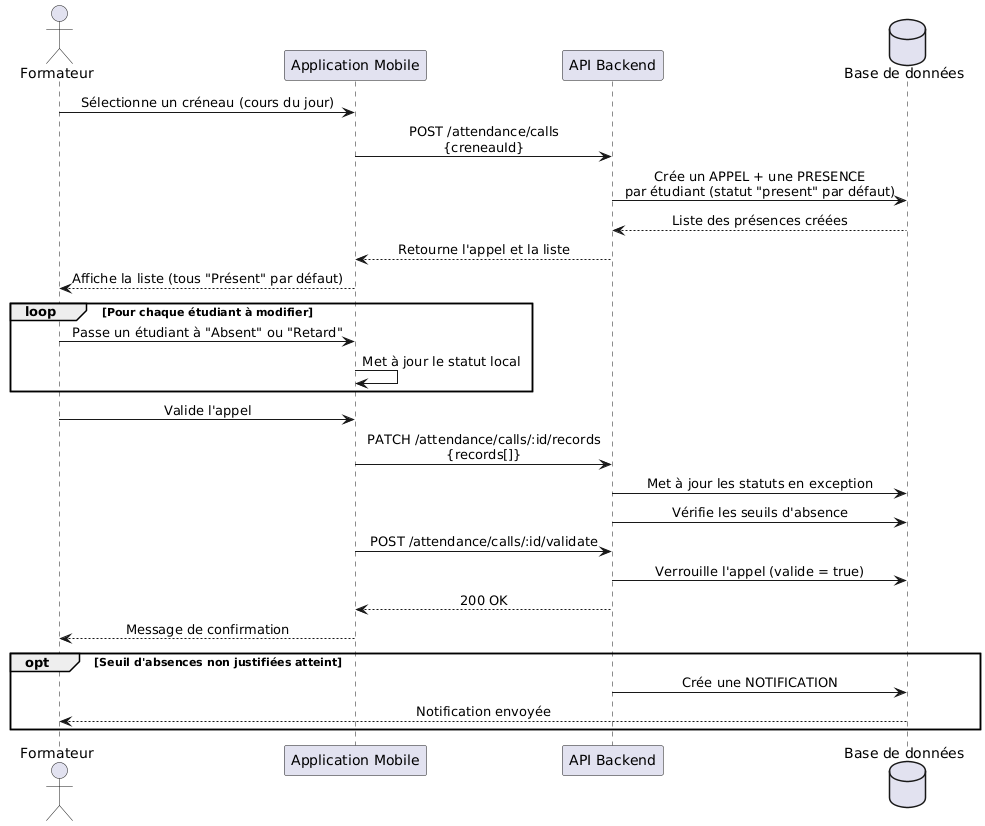 Formateur
Application Mobile
API Backend
Base de données
Sélectionne un créneau (cours du jour)
POST /attendance/calls
{creneauId}
Crée un APPEL + une PRESENCE
par étudiant (statut "present" par défaut)
Liste des présences créées
Retourne l'appel et la liste
Affiche la liste (tous "Présent" par défaut)
loop [Pour chaque étudiant à modifier]
Passe un étudiant à "Absent" ou "Retard"
Met à jour le statut local
Valide l'appel
PATCH /attendance/calls/:id/records
{records[]}
Met à jour les statuts en exception
Vérifie les seuils d'absence
POST /attendance/calls/:id/validate
Verrouille l'appel (valide = true)
200 OK
Message de confirmation
opt [Seuil d'absences non justifiées atteint]
Crée une NOTIFICATION
Notification envoyée
Formateur
Application Mobile
API Backend
Base de données